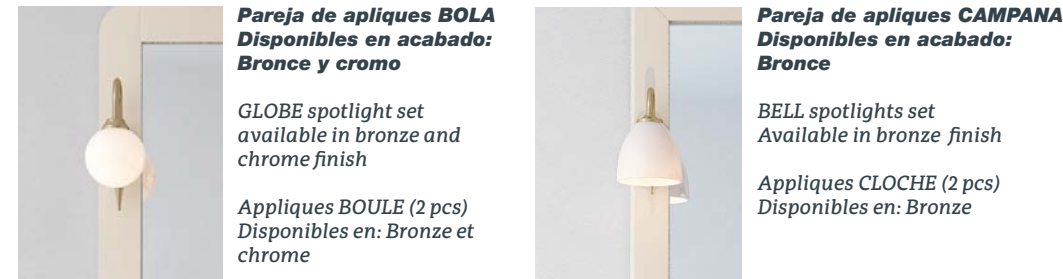 Pareja de apliques BOLA
Disponibles en acabado:
Bronce y cromo
GLOBE spotlight set
available in bronze and
chrome finish
Appliques BOULE (2 pcs)
Disponibles en: Bronze et
chrome
Pareja de apliques CAMPANA
Disponibles en acabado:
Bronce
BELL spotlights set
Available in bronze finish
Appliques CLOCHE (2 pcs)
Disponibles en: Bronze